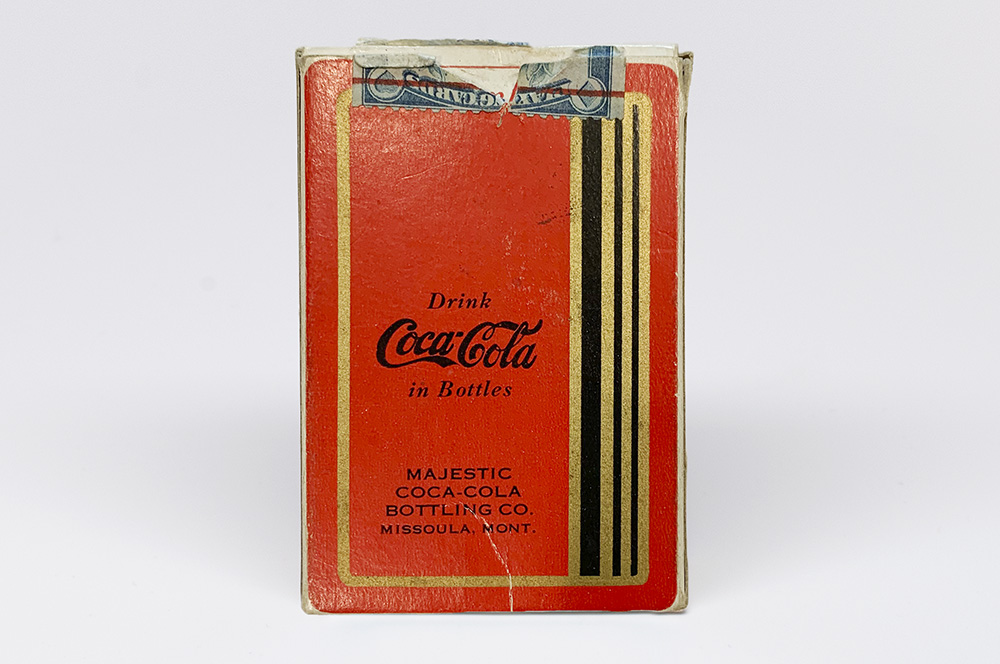 Drink
Coca-Cola
in Bottles
MAJESTIC
COCA-COLA
BOTTLING CO.
MISSOULA, MONT.